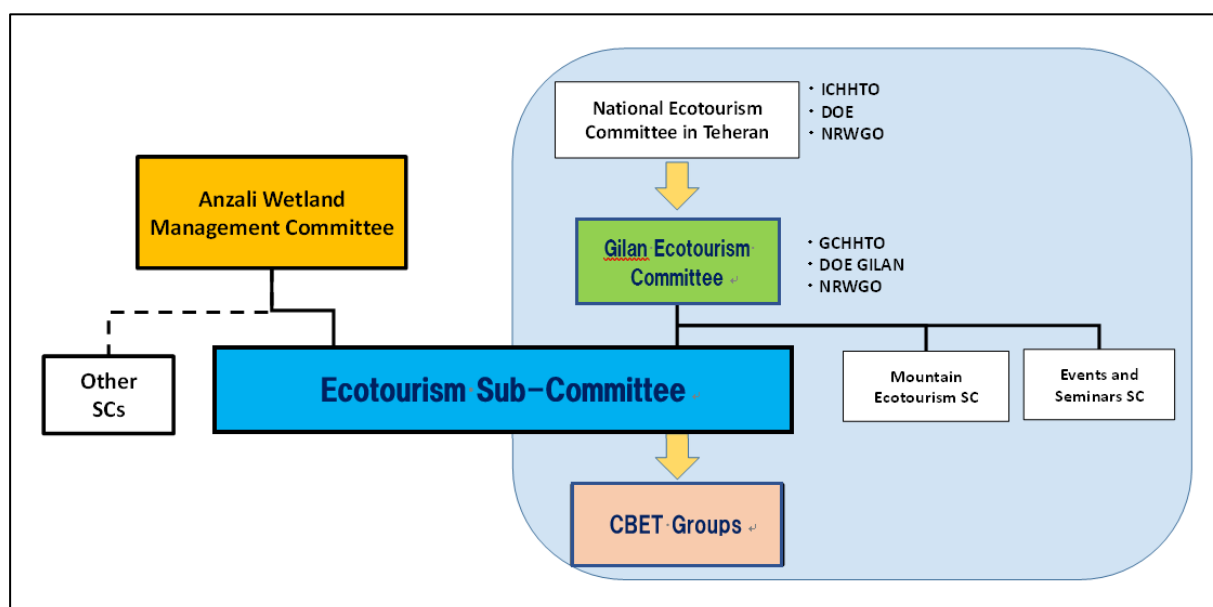 National Ecotourism
Committee in Teheran
・ ICHHTO
・ DOE
・ NRWGO
Anzali Wetland
Management Committee
Gilan Ecotourism
Committee
・ GCHHTO
・ DOE GILAN
・ NRWGO
Other
SCs
Ecotourism Sub-Committee
Mountain
Ecotourism SC
Events and
Seminars SC
CBET Groups